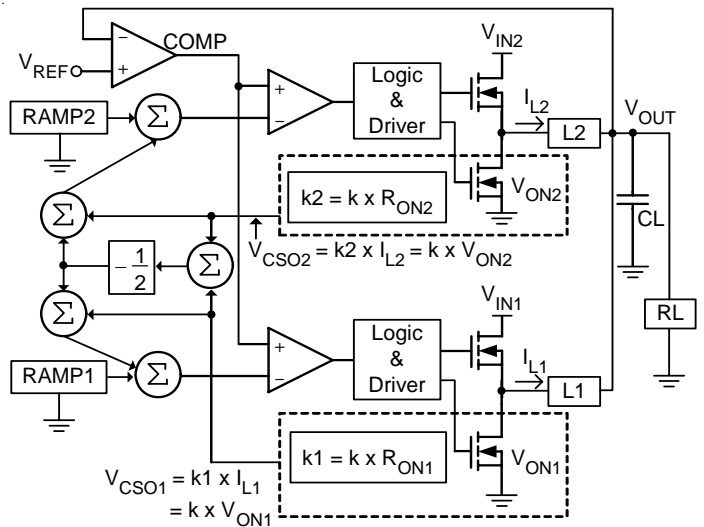 COMP
V_REF
−
+
RAMP2
Σ
+
−
Logic
&
Driver
V_IN2
I_L2
L2
V_OUT
k2 = k x R_ON2
V_ON2
CL
Σ
V_CSO2 = k2 x I_L2 = k x V_ON2
−1/2
Σ
Σ
RL
RAMP1
Σ
+
−
Logic
&
Driver
V_IN1
I_L1
L1
k1 = k x R_ON1
V_ON1
V_CSO1 = k1 x I_L1
= k x V_ON1